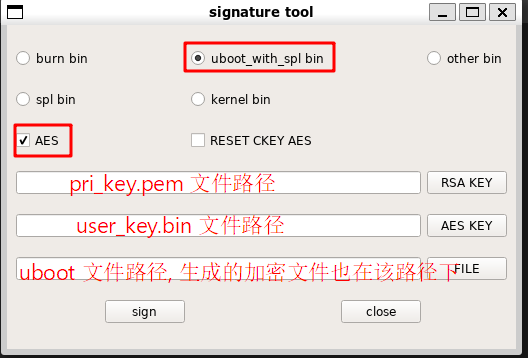 signature tool
burn bin
uboot_with_spl bin
other bin
spl bin
kernel bin
AES
RESET CKEY AES
pri_key.pem 文件路径
RSA KEY
user_key.bin 文件路径
AES KEY
uboot 文件路径, 生成的加密文件也在该路径下
FILE
sign
close